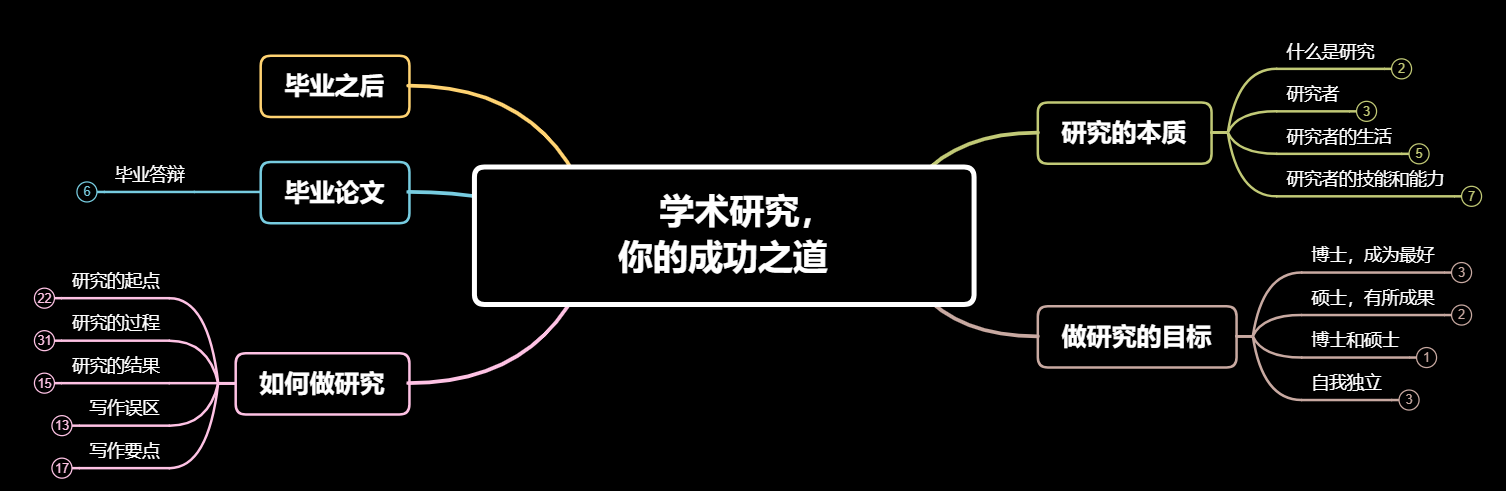 学术研究，
你的成功之道
研究的本质
什么是研究
2
研究者
3
研究者的生活
5
研究者的技能和能力
7
做研究的目标
博士，成为最好
3
硕士，有所成果
2
博士和硕士
1
自我独立
3
毕业之后
毕业论文
毕业答辩
6
如何做研究
研究的起点
22
研究的过程
31
研究的结果
15
写作误区
13
写作要点
17